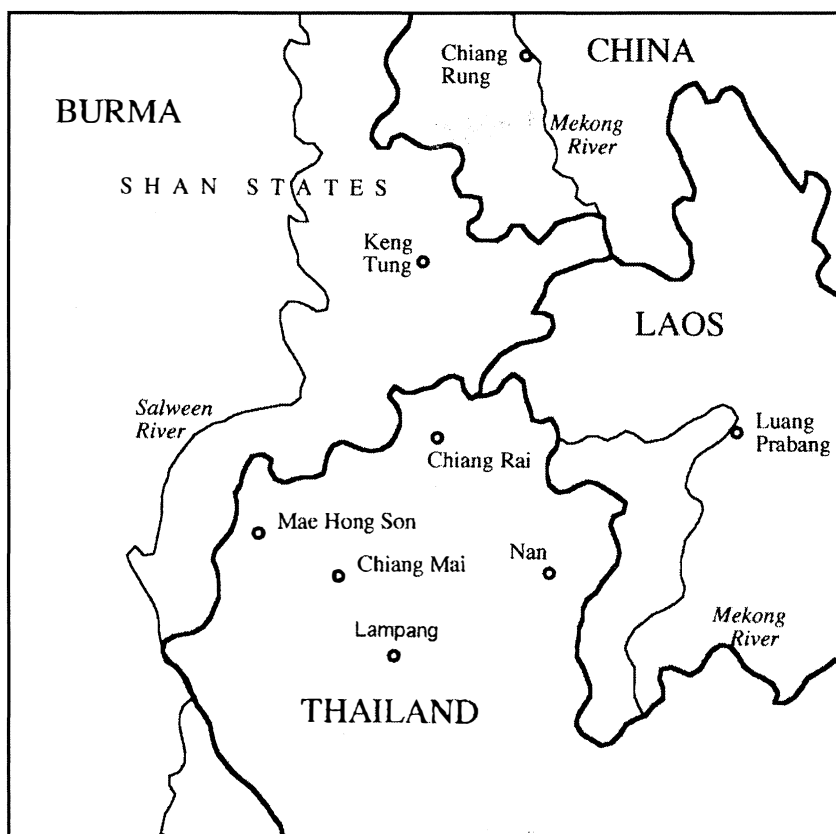 Chiang
Rung
CHINA
BURMA
Mekong
River
SHAN STATES
Keng
Tung
LAOS
Salween
River
Luang
Prabang
Chiang Rai
Mae Hong Son
Chiang Mai
Nan
Lampang
Mekong
River
THAILAND